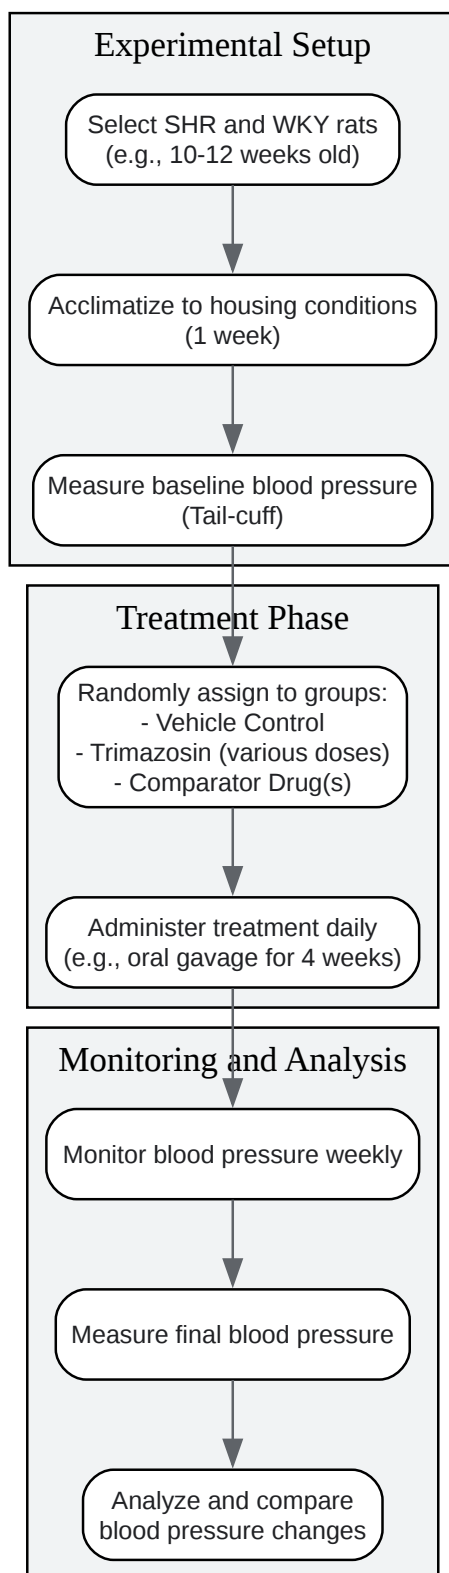 Experimental Setup
Select SHR and WKY rats
(e.g., 10-12 weeks old)
Acclimatize to housing conditions
(1 week)
Measure baseline blood pressure
(Tail-cuff)
Treatment Phase
Randomly assign to groups:
- Vehicle Control
- Trimazosin (various doses)
- Comparator Drug(s)
Administer treatment daily
(e.g., oral gavage for 4 weeks)
Monitoring and Analysis
Monitor blood pressure weekly
Measure final blood pressure
Analyze and compare
blood pressure changes